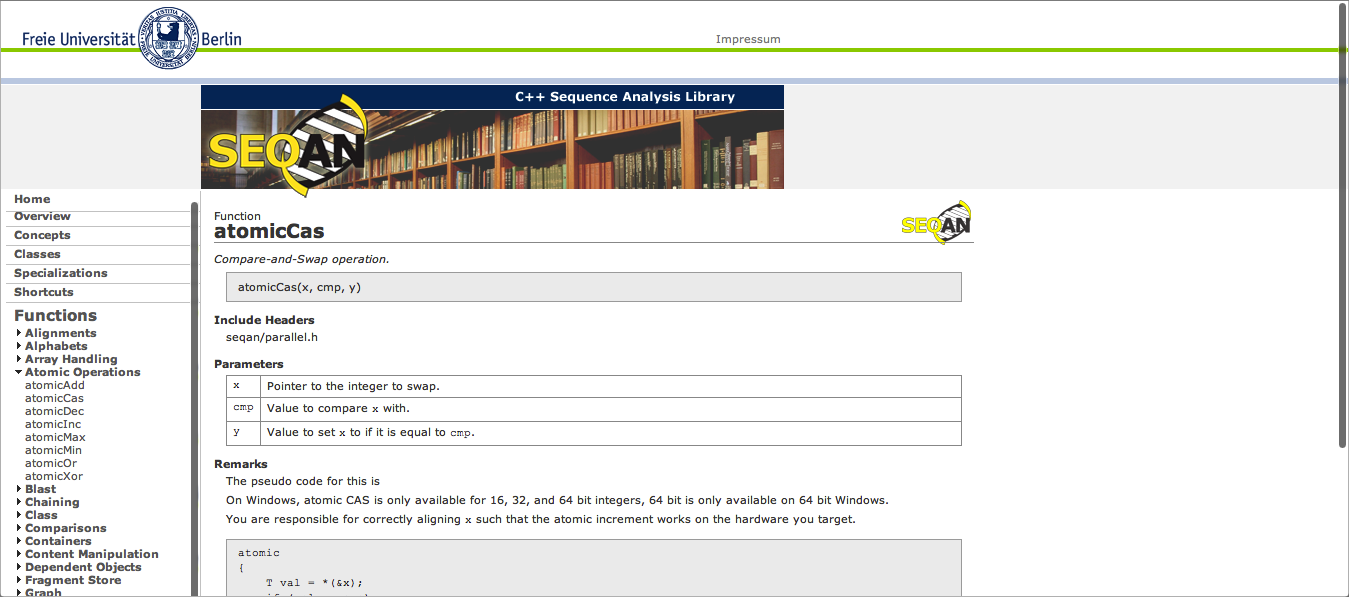 Freie Universität Berlin
Impressum
C++ Sequence Analysis Library
SEQAN
Home
Overview
Concepts
Classes
Specializations
Shortcuts
Functions
Alignments
Alphabets
Array Handling
Atomic Operations
atomicAdd
atomicCas
atomicDec
atomicInc
atomicMax
atomicMin
atomicOr
atomicXor
Blast
Chaining
Class
Comparisons
Containers
Content Manipulation
Dependent Objects
Fragment Store
Graph
Function
atomicCas
SEQAN
Compare-and-Swap operation.
atomicCas(x, cmp, y)
Include Headers
seqan/parallel.h
Parameters
x Pointer to the integer to swap.
cmp Value to compare x with.
y Value to set x to if it is equal to cmp.
Remarks
The pseudo code for this is
On Windows, atomic CAS is only available for 16, 32, and 64 bit integers, 64 bit is only available on 64 bit Windows.
You are responsible for correctly aligning x such that the atomic increment works on the hardware you target.
atomic
{
T val = *(&x);